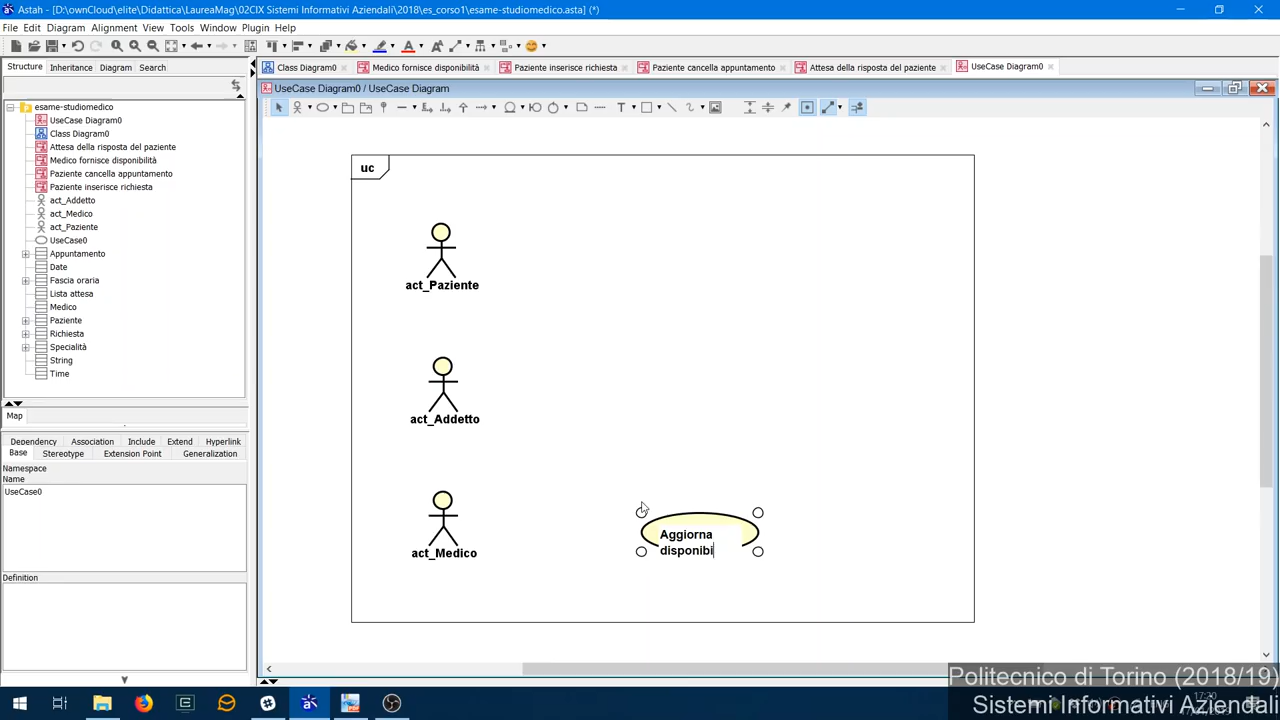 Astah - [D:\ownCloud\elite\Didattica\LaureaMag\02CIX Sistemi Informativi Aziendali\2018\es_corso1\esame-studiomedico.asta] (*)
File Edit Diagram Alignment View Tools Window Plugin Help
Structure Inheritance Diagram Search
Class Diagram0 Medico fornisce disponibilità Paziente inserisce richiesta Paziente cancella appuntamento Attesa della risposta del paziente UseCase Diagram0
UseCase Diagram0 / UseCase Diagram
esame-studiomedico
UseCase Diagram0
Class Diagram0
Attesa della risposta del paziente
Medico fornisce disponibilità
Paziente cancella appuntamento
Paziente inserisce richiesta
act_Addetto
act_Medico
act_Paziente
UseCase0
Appuntamento
Date
Fascia oraria
Lista attesa
Medico
Paziente
Richiesta
Specialità
String
Time
Map
Dependency Association Include Extend Hyperlink
Base Stereotype Extension Point Generalization
Namespace
Name
UseCase0
Definition
uc
act_Paziente
act_Addetto
act_Medico
Aggiorna
disponibi
Politecnico di Torino (2018/19)
Sistemi Informativi Aziendali